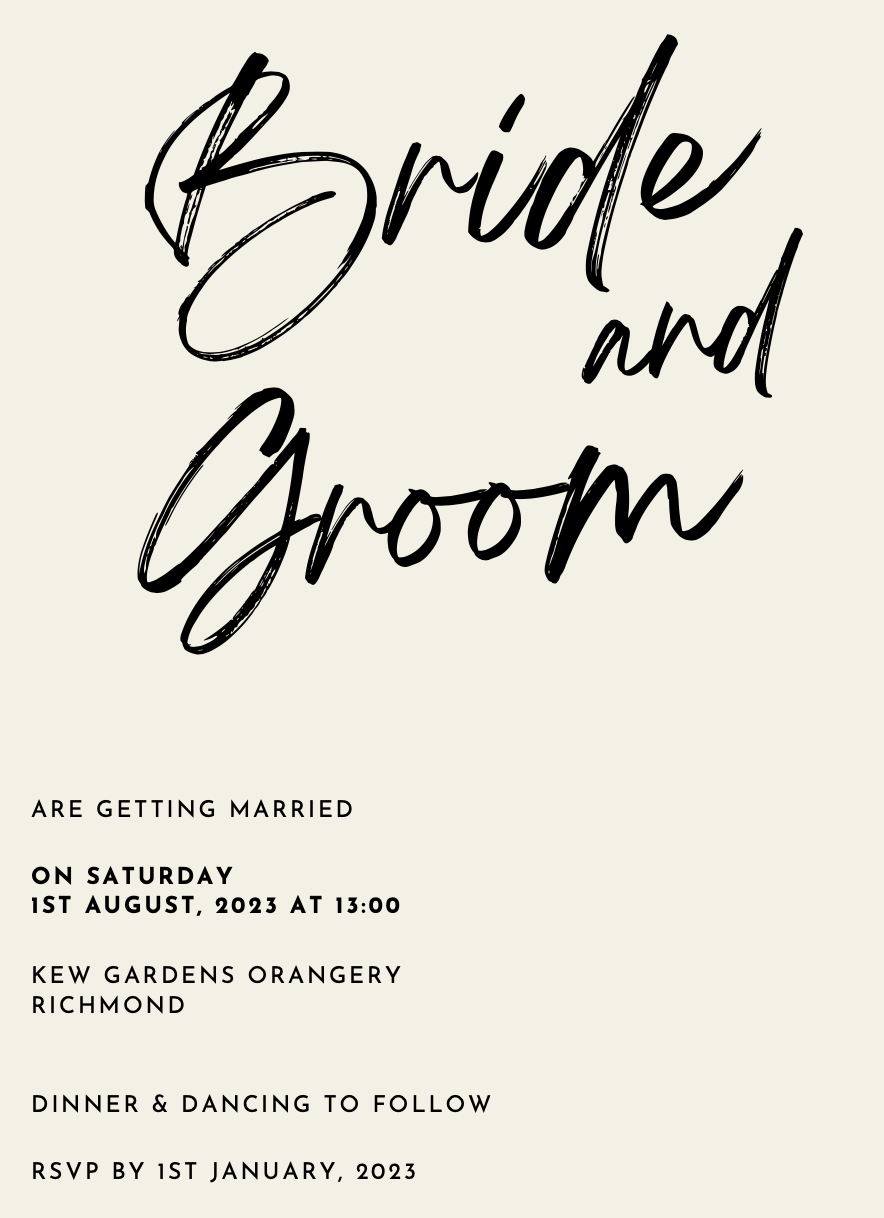 Bride
and
Groom
ARE GETTING MARRIED
ON SATURDAY
1ST AUGUST, 2023 AT 13:00
KEW GARDENS ORANGERY
RICHMOND
DINNER & DANCING TO FOLLOW
RSVP BY 1ST JANUARY, 2023